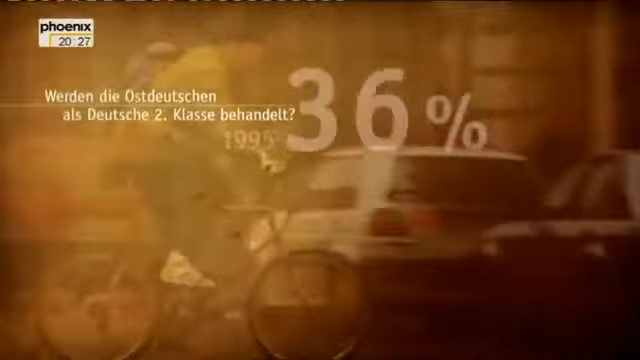 phoenix
20:27
Werden die Ostdeutschen
als Deutsche 2. Klasse behandelt?
1995
36 %